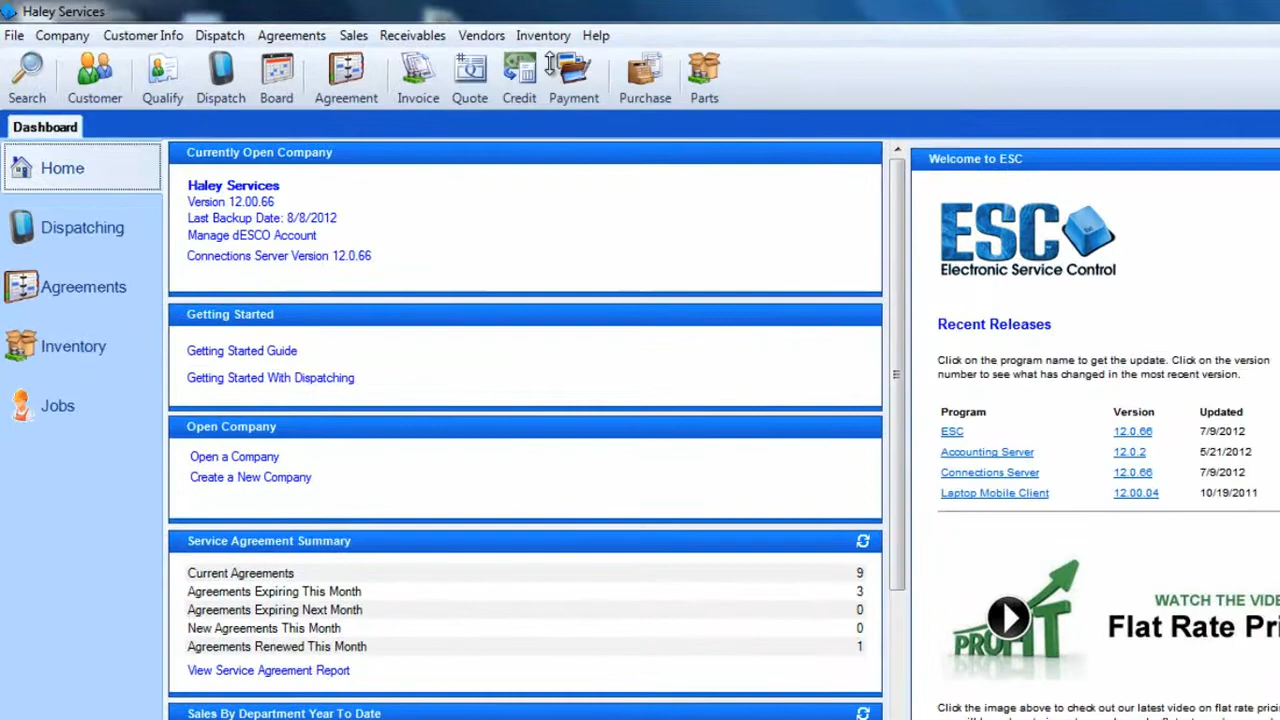 Haley Services
File Company Customer Info Dispatch Agreements Sales Receivables Vendors Inventory Help
Search Customer Qualify Dispatch Board Agreement Invoice Quote Credit Payment Purchase Parts
Dashboard
Home
Dispatching
Agreements
Inventory
Jobs
Currently Open Company
Haley Services
Version 12.00.66
Last Backup Date: 8/8/2012
Manage dESCO Account
Connections Server Version 12.0.66
Getting Started
Getting Started Guide
Getting Started With Dispatching
Open Company
Open a Company
Create a New Company
Service Agreement Summary
Current Agreements 9
Agreements Expiring This Month 3
Agreements Expiring Next Month 0
New Agreements This Month 0
Agreements Renewed This Month 1
View Service Agreement Report
Sales By Department Year To Date
Welcome to ESC
ESC
Electronic Service Control
Recent Releases
Click on the program name to get the update. Click on the version
number to see what has changed in the most recent version.
Program Version Updated
ESC 12.0.66 7/9/2012
Accounting Server 12.0.2 5/21/2012
Connections Server 12.0.66 7/9/2012
Laptop Mobile Client 12.00.04 10/19/2011
PROFIT
WATCH THE VIDE
Flat Rate Pri
Click the image above to check out our latest video on flat rate pricin